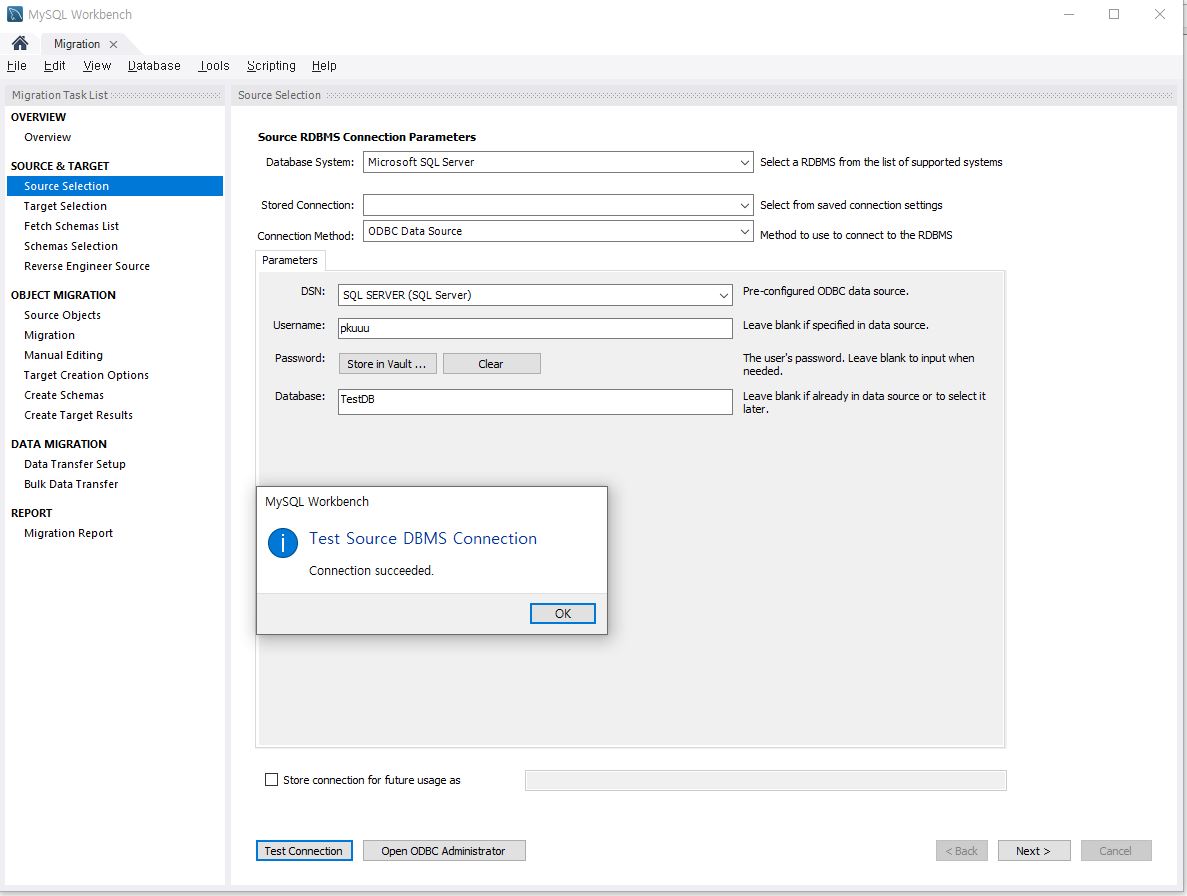 MySQL Workbench
Migration
File Edit View Database Tools Scripting Help
Migration Task List
OVERVIEW
Overview
SOURCE & TARGET
Source Selection
Target Selection
Fetch Schemas List
Schemas Selection
Reverse Engineer Source
OBJECT MIGRATION
Source Objects
Migration
Manual Editing
Target Creation Options
Create Schemas
Create Target Results
DATA MIGRATION
Data Transfer Setup
Bulk Data Transfer
REPORT
Migration Report
Source Selection
Source RDBMS Connection Parameters
Database System: Microsoft SQL Server Select a RDBMS from the list of supported systems
Stored Connection: Select from saved connection settings
Connection Method: ODBC Data Source Method to use to connect to the RDBMS
Parameters
DSN: SQL SERVER (SQL Server) Pre-configured ODBC data source.
Username: pkuuu Leave blank if specified in data source.
Password: Store in Vault ... Clear The user's password. Leave blank to input when
needed.
Database: TestDB Leave blank if already in data source or to select it
later.
MySQL Workbench
Test Source DBMS Connection
Connection succeeded.
OK
Store connection for future usage as
Test Connection Open ODBC Administrator < Back Next > Cancel